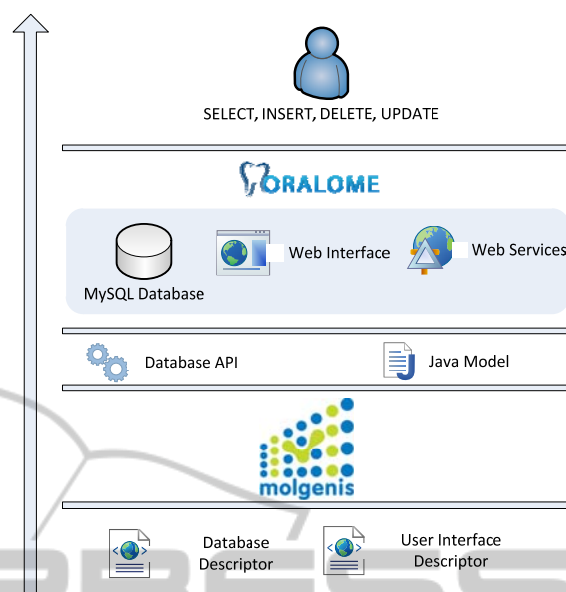 SELECT, INSERT, DELETE, UPDATE
ORALOME
Web Interface
Web Services
MySQL Database
Database API
Java Model
molgenis
Database
Descriptor
User Interface
Descriptor
PRESS